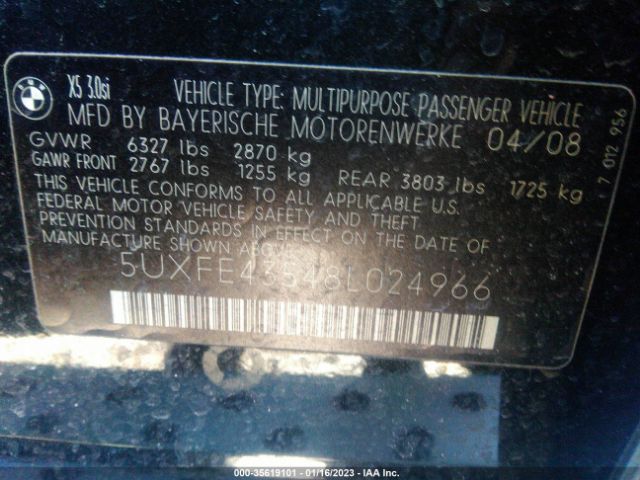 BMW
X5 3.0si
VEHICLE TYPE: MULTIPURPOSE PASSENGER VEHICLE
MFD BY BAYERISCHE MOTORENWERKE 04/08
GVWR 6327 lbs 2870 kg
GAWR FRONT 2767 lbs 1255 kg REAR 3803 lbs 1725 kg
THIS VEHICLE CONFORMS TO ALL APPLICABLE U.S.
FEDERAL MOTOR VEHICLE SAFETY AND THEFT
PREVENTION STANDARDS IN EFFECT ON THE DATE OF
MANUFACTURE SHOWN ABOVE.
5UXFE43548L024966
7 012 956
000-35619101 - 01/16/2023 - IAA Inc.